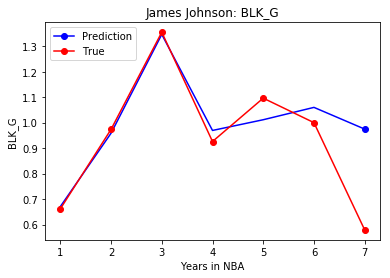 James Johnson: BLK_G
Prediction
True
BLK_G
1.3
1.2
1.1
1.0
0.9
0.8
0.7
0.6
1 2 3 4 5 6 7
Years in NBA